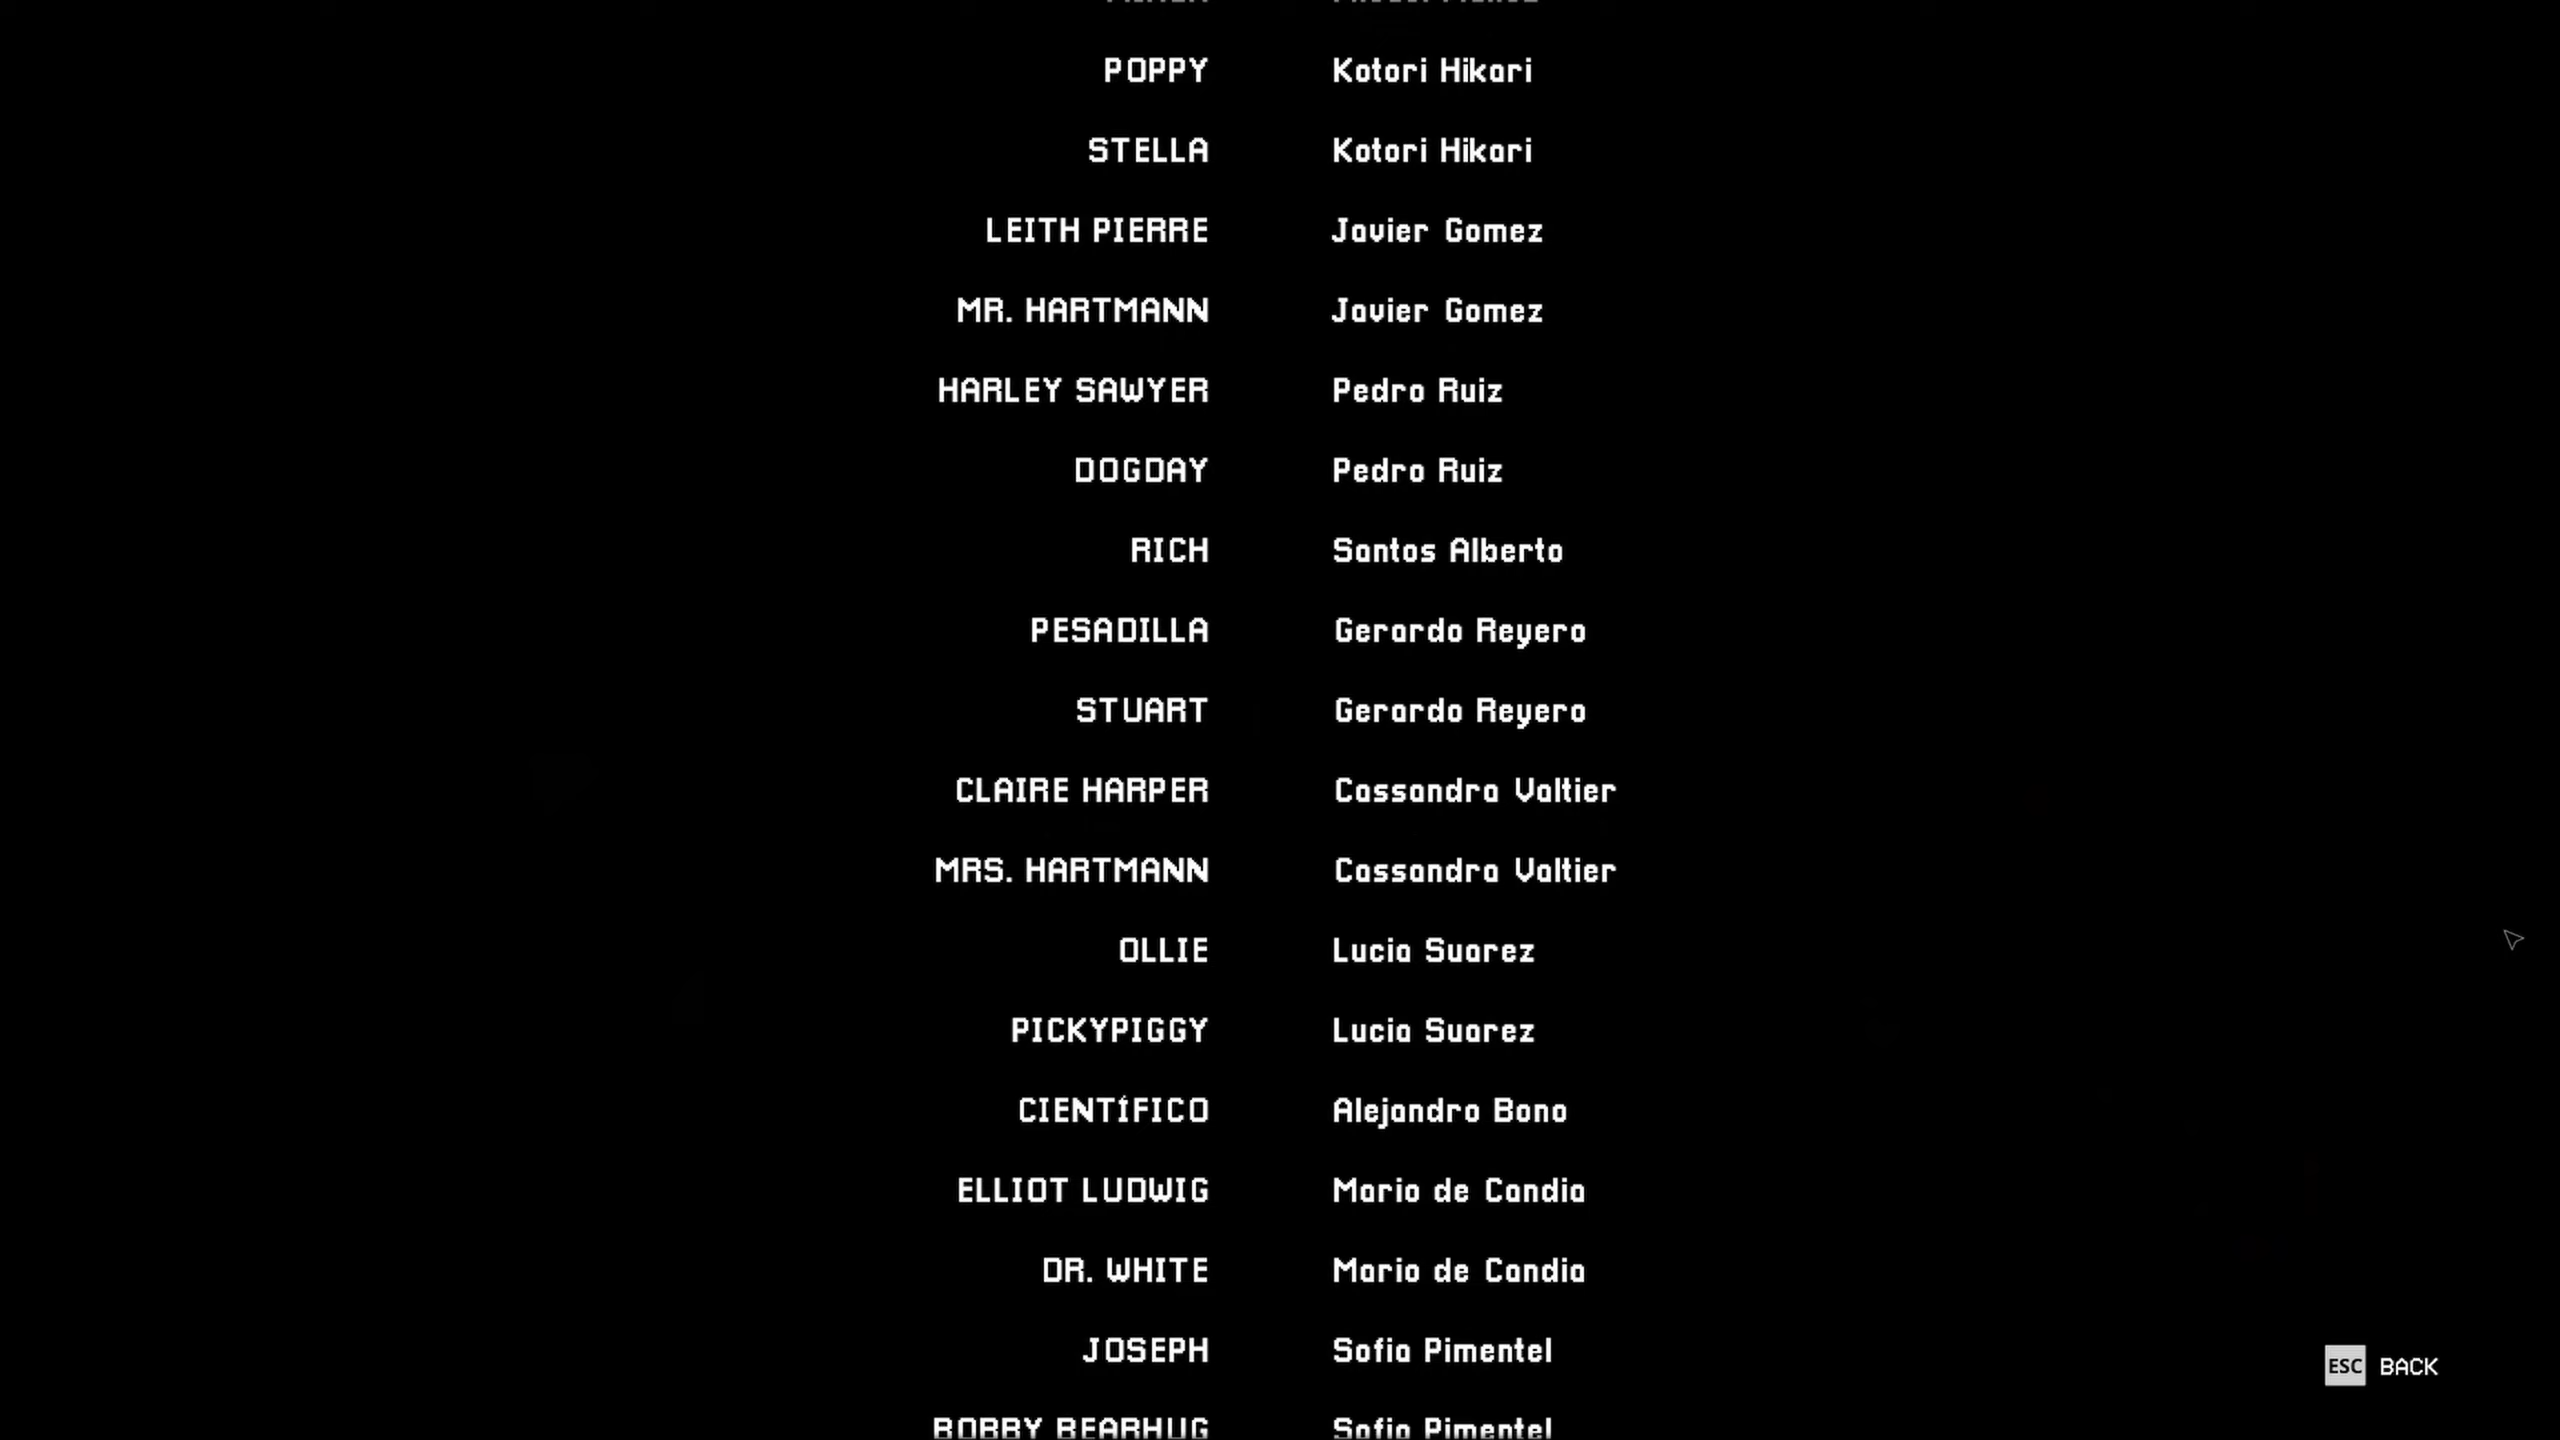 POPPY Kotori Hikari
STELLA Kotori Hikari
LEITH PIERRE Javier Gomez
MR. HARTMANN Javier Gomez
HARLEY SAWYER Pedro Ruiz
DOGDAY Pedro Ruiz
RICH Santos Alberto
PESADILLA Gerardo Reyero
STUART Gerardo Reyero
CLAIRE HARPER Cassandra Valtier
MRS. HARTMANN Cassandra Valtier
OLLIE Lucia Suarez
PICKYPIGGY Lucia Suarez
CIENTÍFICO Alejandro Bono
ELLIOT LUDWIG Mario de Candia
DR. WHITE Mario de Candia
JOSEPH Sofia Pimentel
ESC BACK
BOBBY BEARHUG Sofia Pimentel